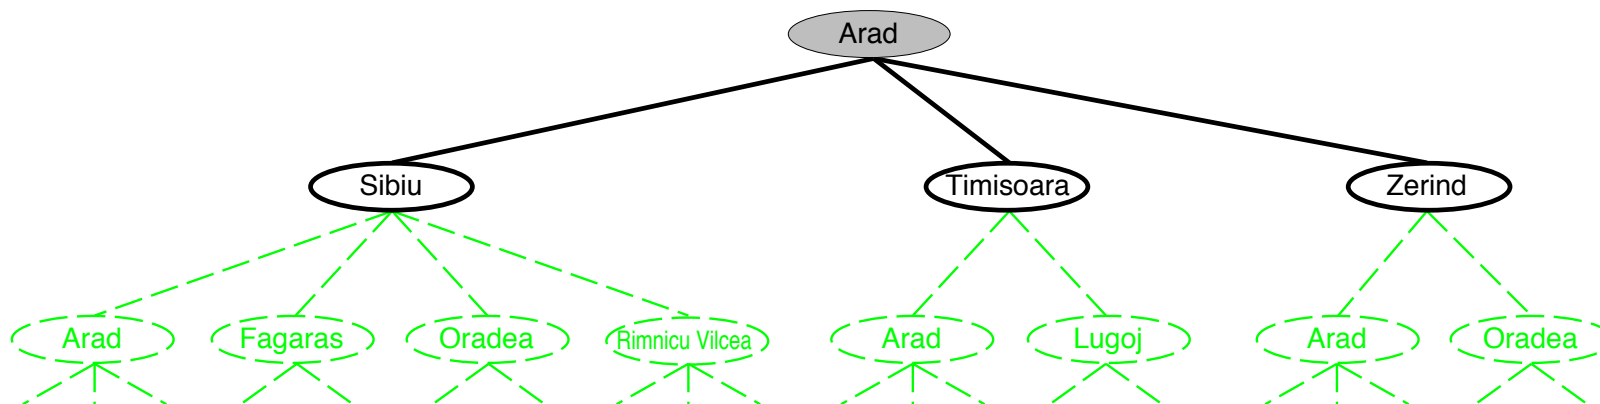 Arad
Sibiu
Timisoara
Zerind
Arad
Fagaras
Oradea
Rimnicu Vilcea
Arad
Lugoj
Arad
Oradea